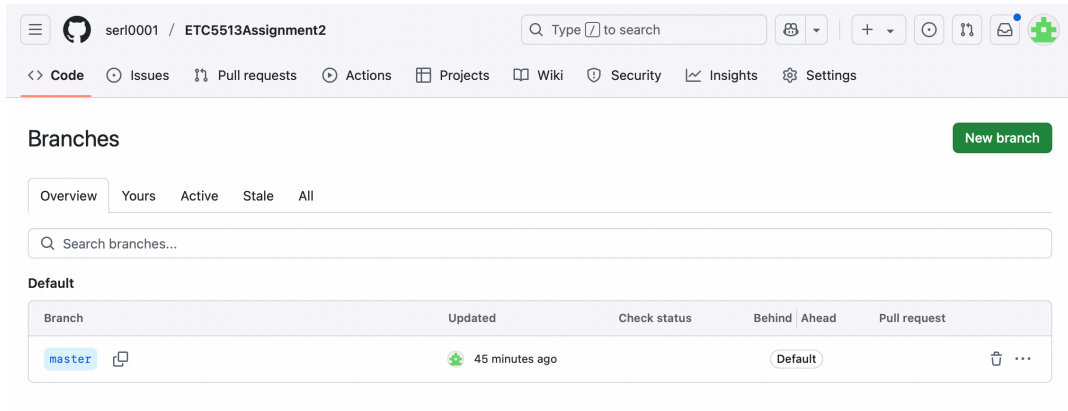 serl0001 / ETC5513Assignment2 Type / to search
Code Issues Pull requests Actions Projects Wiki Security Insights Settings
Branches New branch
Overview Yours Active Stale All
Search branches...
Default
Branch Updated Check status Behind Ahead Pull request
master 45 minutes ago Default